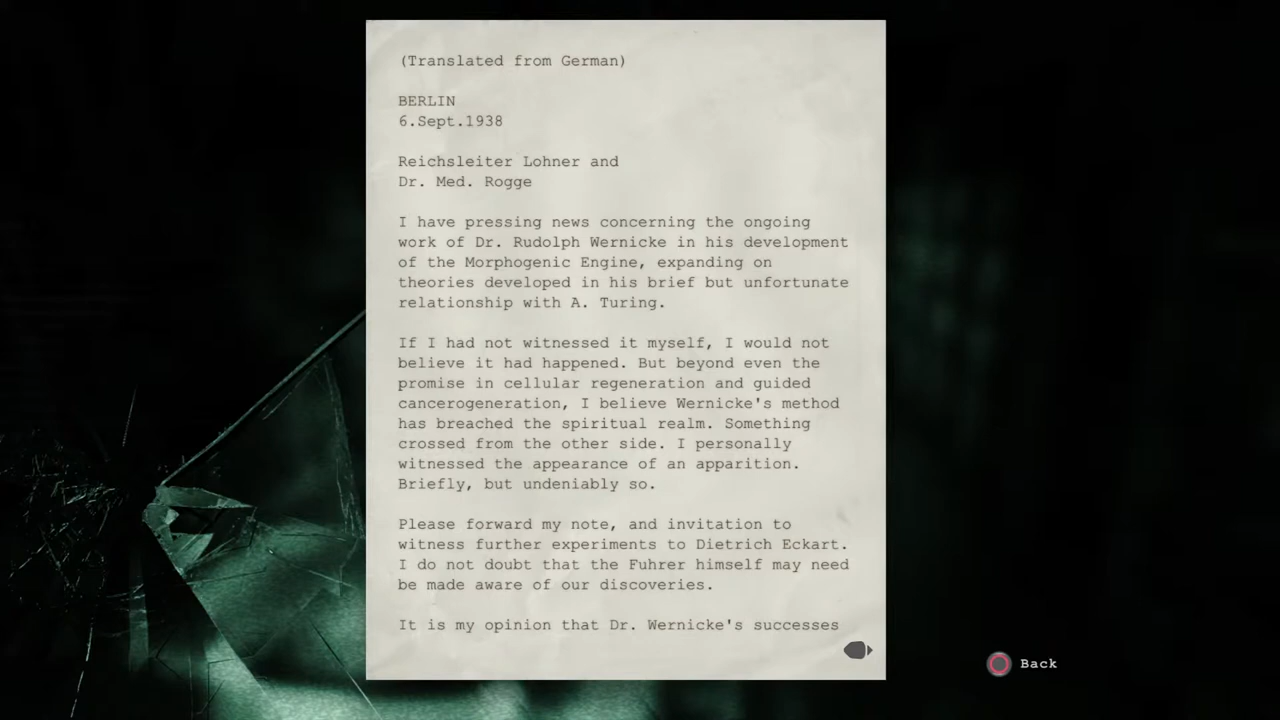 (Translated from German)
BERLIN
6.Sept.1938
Reichsleiter Lohner and
Dr. Med. Rogge
I have pressing news concerning the ongoing
work of Dr. Rudolph Wernicke in his development
of the Morphogenic Engine, expanding on
theories developed in his brief but unfortunate
relationship with A. Turing.
If I had not witnessed it myself, I would not
believe it had happened. But beyond even the
promise in cellular regeneration and guided
cancerogeneration, I believe Wernicke's method
has breached the spiritual realm. Something
crossed from the other side. I personally
witnessed the appearance of an apparition.
Briefly, but undeniably so.
Please forward my note, and invitation to
witness further experiments to Dietrich Eckart.
I do not doubt that the Fuhrer himself may need
be made aware of our discoveries.
It is my opinion that Dr. Wernicke's successes
Back